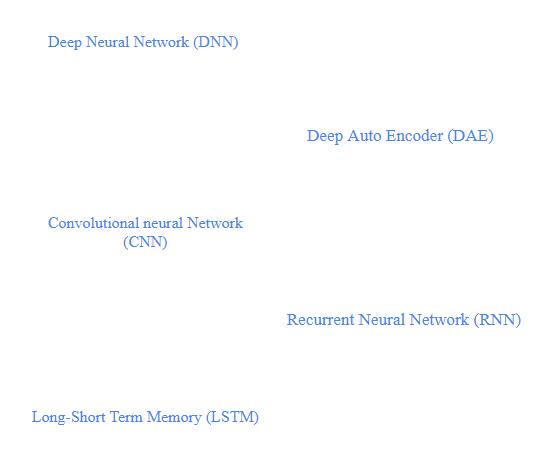 Deep Neural Network (DNN)
Deep Auto Encoder (DAE)
Convolutional neural Network
(CNN)
Recurrent Neural Network (RNN)
Long-Short Term Memory (LSTM)